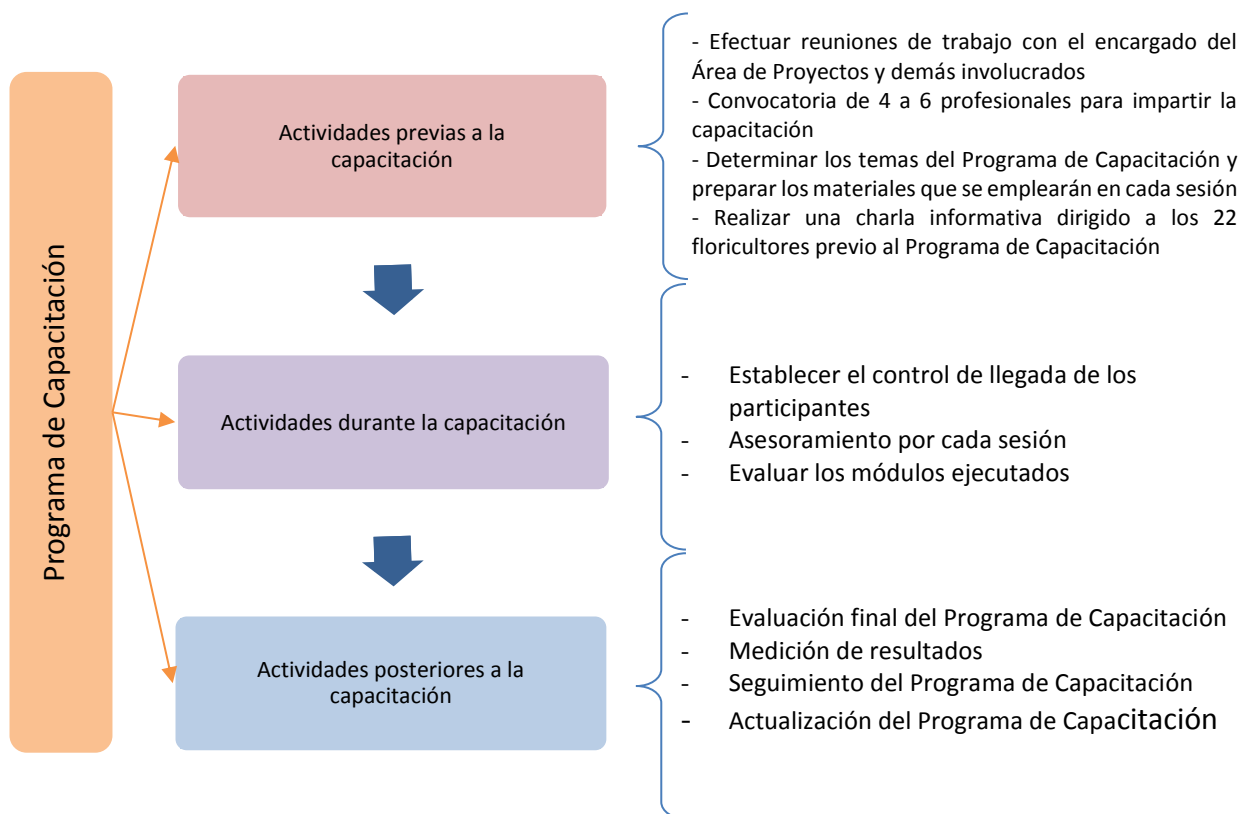 Programa de Capacitación
Actividades previas a la
capacitación
- Efectuar reuniones de trabajo con el encargado del
Área de Proyectos y demás involucrados
- Convocatoria de 4 a 6 profesionales para impartir la
capacitación
- Determinar los temas del Programa de Capacitación y
preparar los materiales que se emplearán en cada sesión
- Realizar una charla informativa dirigido a los 22
floricultores previo al Programa de Capacitación
Actividades durante la capacitación
- Establecer el control de llegada de los
participantes
- Asesoramiento por cada sesión
- Evaluar los módulos ejecutados
Actividades posteriores a la
capacitación
- Evaluación final del Programa de Capacitación
- Medición de resultados
- Seguimiento del Programa de Capacitación
- Actualización del Programa de Capacitación